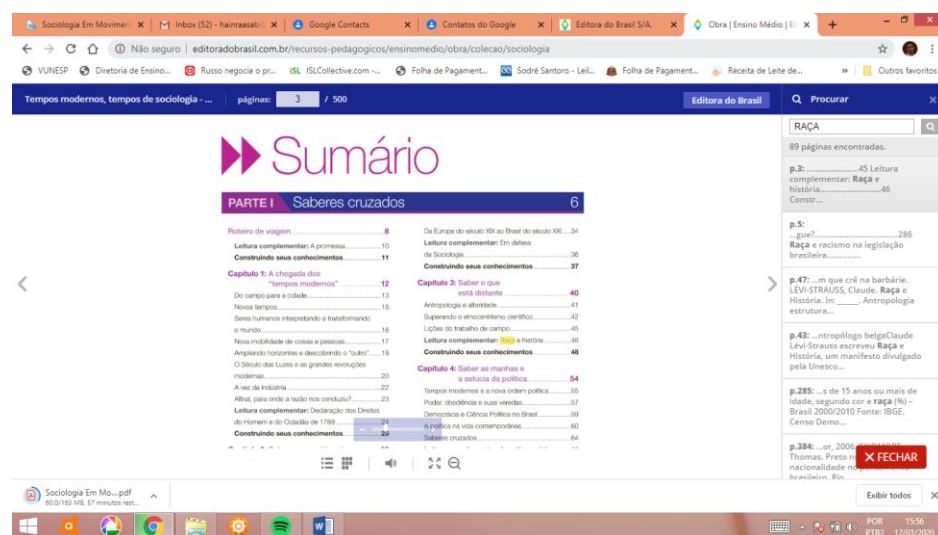 Sociologia Em Movimen
Inbox (52) - hainraasabi
Google Contacts
Contatos do Google
Editora do Brasil S/A.
Obra | Ensino Médio | Ed
Não seguro | editoradobrasil.com.br/recursos-pedagogicos/ensinomedio/obra/colecao/sociologia
VUNESP
Diretoria de Ensino...
Russo negocia o pr...
iSL ISLCollective.com -...
Folha de Pagament...
Sodré Santoro - Leil...
Folha de Pagament...
Receita de Leite de...
»
Outros favoritos
Tempos modernos, tempos de sociologia - ...
páginas: 3 / 500
Editora do Brasil
Procurar
Sumário
PARTE I Saberes cruzados 6
Roteiro de viagem 8
Leitura complementar: A promessa 10
Construindo seus conhecimentos 11
Capítulo 1: A chegada dos
"tempos modernos" 12
Do campo para a cidade 13
Novos tempos 15
Seres humanos interpretando e transformando
o mundo 16
Nova mobilidade de coisas e pessoas 17
Ampliando horizontes e descobrindo o "outro" 19
O Século das Luzes e as grandes revoluções
modernas 20
A vez da indústria 22
Afinal, para onde a razão nos conduziu? 23
Leitura complementar: Declaração dos Direitos
do Homem e do Cidadão de 1789 24
Construindo seus conhecimentos 26
Da Europa do século XIX ao Brasil do século XXI 34
Leitura complementar: Em defesa
da Sociologia 36
Construindo seus conhecimentos 37
Capítulo 3: Saber o que
está distante 40
Antropologia e alteridade 41
Superando o etnocentrismo científico 42
Lições do trabalho de campo 45
Leitura complementar: Raça e história 46
Construindo seus conhecimentos 48
Capítulo 4: Saber as manhas e
a astúcia da política 54
Tempos modernos e a nova ordem política 55
Poder, obediência e suas veredas 57
Democracia e Ciência Política no Brasil 59
A política na vida contemporânea 60
Saberes cruzados 64
RAÇA
89 páginas encontradas.
p.3: .....................45 Leitura
complementar: Raça e
história.........................46
Constr...
p.5:
...gue?.................................286
Raça e racismo na legislação
brasileira.............
p.47: ...m que crê na barbárie.
LÉVI-STRAUSS, Claude. Raça e
História. In: _____. Antropologia
estrutura...
p.43: ...ntropólogo belgaClaude
Lévi-Strauss escreveu Raça e
História, um manifesto divulgado
pela Unesco...
p.285: ...s de 15 anos ou mais de
idade, segundo cor e raça (%) –
Brasil 2000/2010 Fonte: IBGE.
Censo Demo...
p.384: ...or, 2006.
Thomas. Preto n
nacionalidade no
brasileiro. Rio
FECHAR
Sociologia Em Mo....pdf
60.0/163 MB, 57 minutos rest...
Exibir todos
POR 15:56
PTB2 17/03/2020